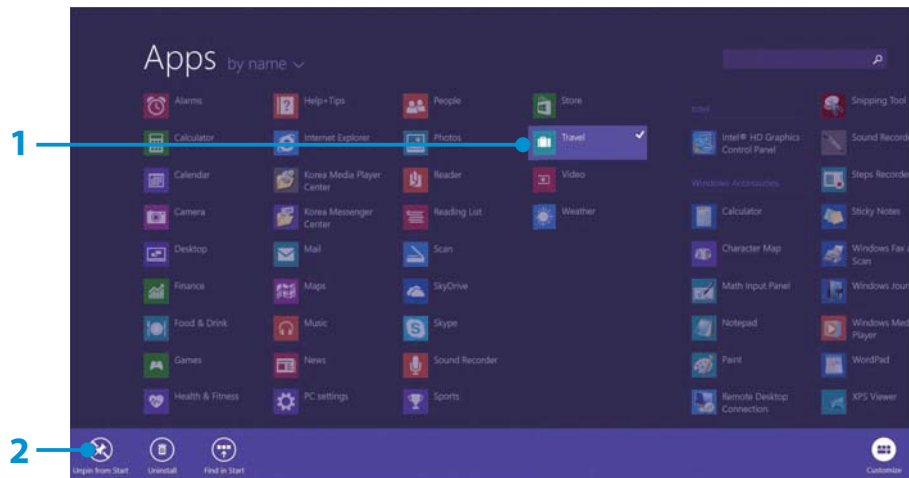 Apps by name
Alarms
Calculator
Calendar
Camera
Desktop
Finance
Food & Drink
Games
Health & Fitness
Help+Tips
Internet Explorer
Korea Media Player
Center
Korea Messenger
Center
Mail
Maps
Music
News
PC settings
People
Photos
Reader
Reading List
Scan
SkyDrive
Skype
Sound Recorder
Sports
Store
Travel
Video
Weather
Intel
Intel® HD Graphics
Control Panel
Windows Accessories
Calculator
Character Map
Math Input Panel
Notepad
Paint
Remote Desktop
Connection
Snipping Tool
Sound Recorde
Steps Recorder
Sticky Notes
Windows Fax a
Scan
Windows Jour
Windows Med
Player
WordPad
XPS Viewer
1
2
Unpin from Start
Uninstall
Find in Start
Customize